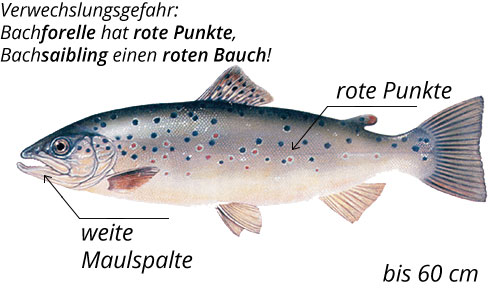 Verwechslungsgefahr:
Bachforelle hat rote Punkte,
Bachsaibling einen roten Bauch!
rote Punkte
weite
Maulspalte
bis 60 cm